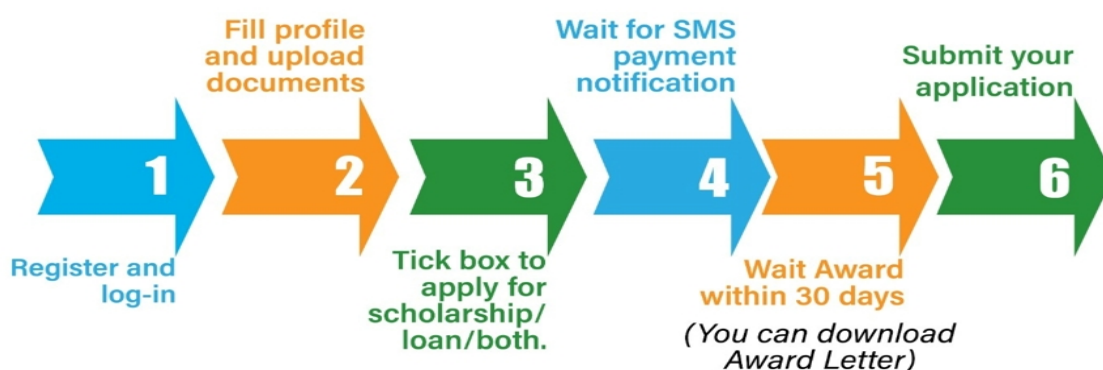 1
Register and
log-in
Fill profile
and upload
documents
2
3
Tick box to
apply for
scholarship/
loan/both.
Wait for SMS
payment
notification
4
5
Wait Award
within 30 days
(You can download
Award Letter)
Submit your
application
6